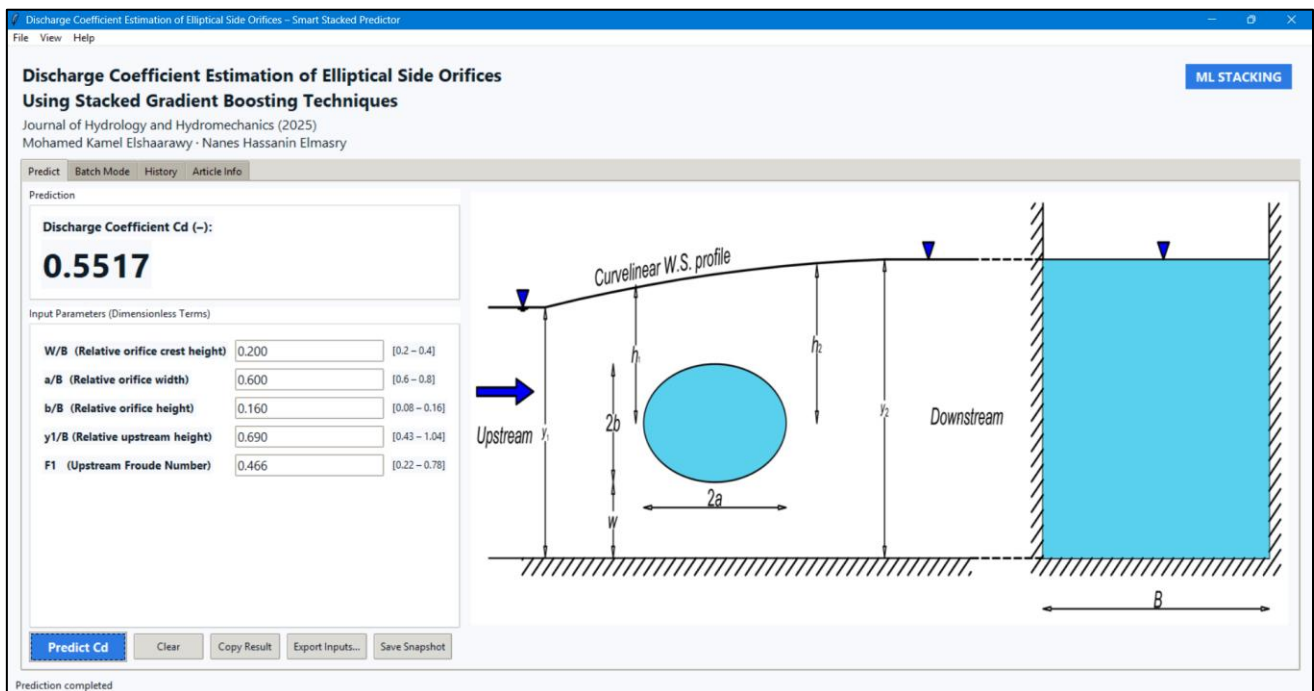 Discharge Coefficient Estimation of Elliptical Side Orifices – Smart Stacked Predictor
File View Help
Discharge Coefficient Estimation of Elliptical Side Orifices
Using Stacked Gradient Boosting Techniques
ML STACKING
Journal of Hydrology and Hydromechanics (2025)
Mohamed Kamel Elshaarawy · Nanes Hassanin Elmasry
Predict Batch Mode History Article Info
Prediction
Discharge Coefficient Cd (–):
0.5517
Input Parameters (Dimensionless Terms)
W/B (Relative orifice crest height) 0.200 [0.2 – 0.4]
a/B (Relative orifice width) 0.600 [0.6 – 0.8]
b/B (Relative orifice height) 0.160 [0.08 – 0.16]
y1/B (Relative upstream height) 0.690 [0.43 – 1.04]
F1 (Upstream Froude Number) 0.466 [0.22 – 0.78]
Predict Cd Clear Copy Result Export Inputs... Save Snapshot
Prediction completed
Curvelinear W.S. profile
h₁
h₂
2b
Upstream
y₁
y₂
Downstream
2a
W
B